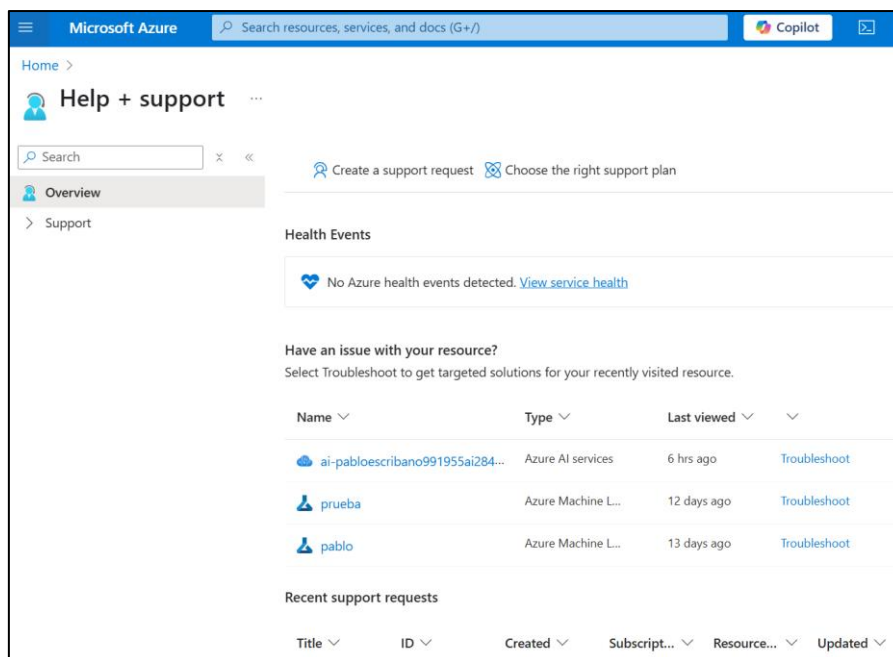 Microsoft Azure
Search resources, services, and docs (G+/)
Copilot
Home >
Help + support ...
Search
Overview
Support
Create a support request Choose the right support plan
Health Events
No Azure health events detected. View service health
Have an issue with your resource?
Select Troubleshoot to get targeted solutions for your recently visited resource.
Name Type Last viewed
ai-pabloescribano991955ai284... Azure AI services 6 hrs ago Troubleshoot
prueba Azure Machine L... 12 days ago Troubleshoot
pablo Azure Machine L... 13 days ago Troubleshoot
Recent support requests
Title ID Created Subscript... Resource... Updated